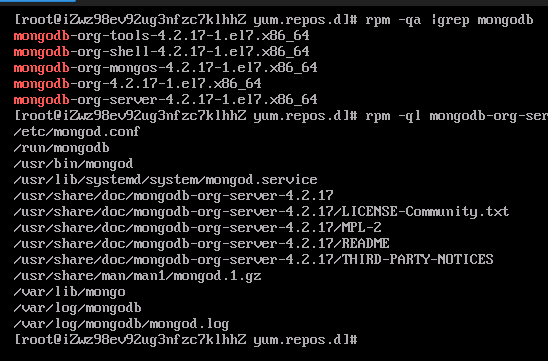 [root@iZwz98ev92ug3nfzc7klhhZ yum.repos.d]# rpm -qa |grep mongodb
mongodb-org-tools-4.2.17-1.el7.x86_64
mongodb-org-shell-4.2.17-1.el7.x86_64
mongodb-org-mongos-4.2.17-1.el7.x86_64
mongodb-org-4.2.17-1.el7.x86_64
mongodb-org-server-4.2.17-1.el7.x86_64
[root@iZwz98ev92ug3nfzc7klhhZ yum.repos.d]# rpm -ql mongodb-org-ser
/etc/mongod.conf
/run/mongodb
/usr/bin/mongod
/usr/lib/systemd/system/mongod.service
/usr/share/doc/mongodb-org-server-4.2.17
/usr/share/doc/mongodb-org-server-4.2.17/LICENSE-Community.txt
/usr/share/doc/mongodb-org-server-4.2.17/MPL-2
/usr/share/doc/mongodb-org-server-4.2.17/README
/usr/share/doc/mongodb-org-server-4.2.17/THIRD-PARTY-NOTICES
/usr/share/man/man1/mongod.1.gz
/var/lib/mongo
/var/log/mongodb
/var/log/mongodb/mongod.log
[root@iZwz98ev92ug3nfzc7klhhZ yum.repos.d]#